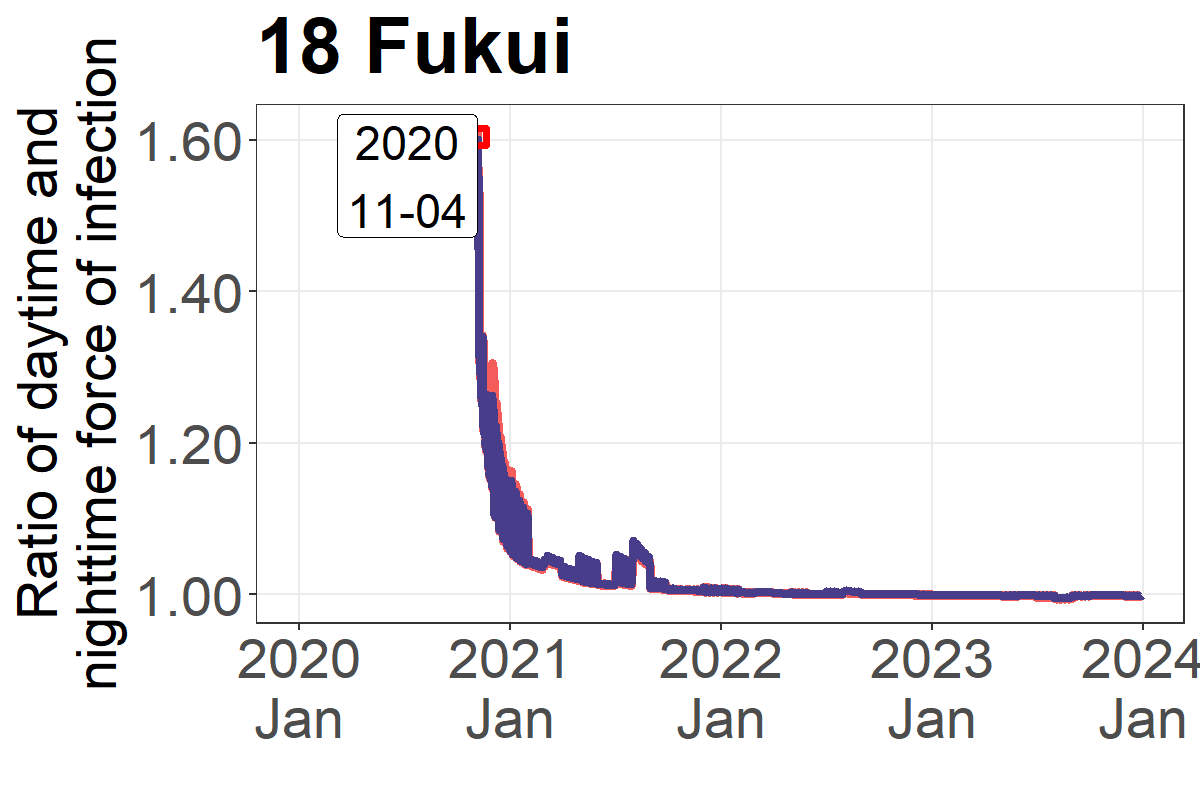 18 Fukui
Ratio of daytime and
nighttime force of infection
1.60
1.40
1.20
1.00
2020
11-04
2020
Jan
2021
Jan
2022
Jan
2023
Jan
2024
Jan